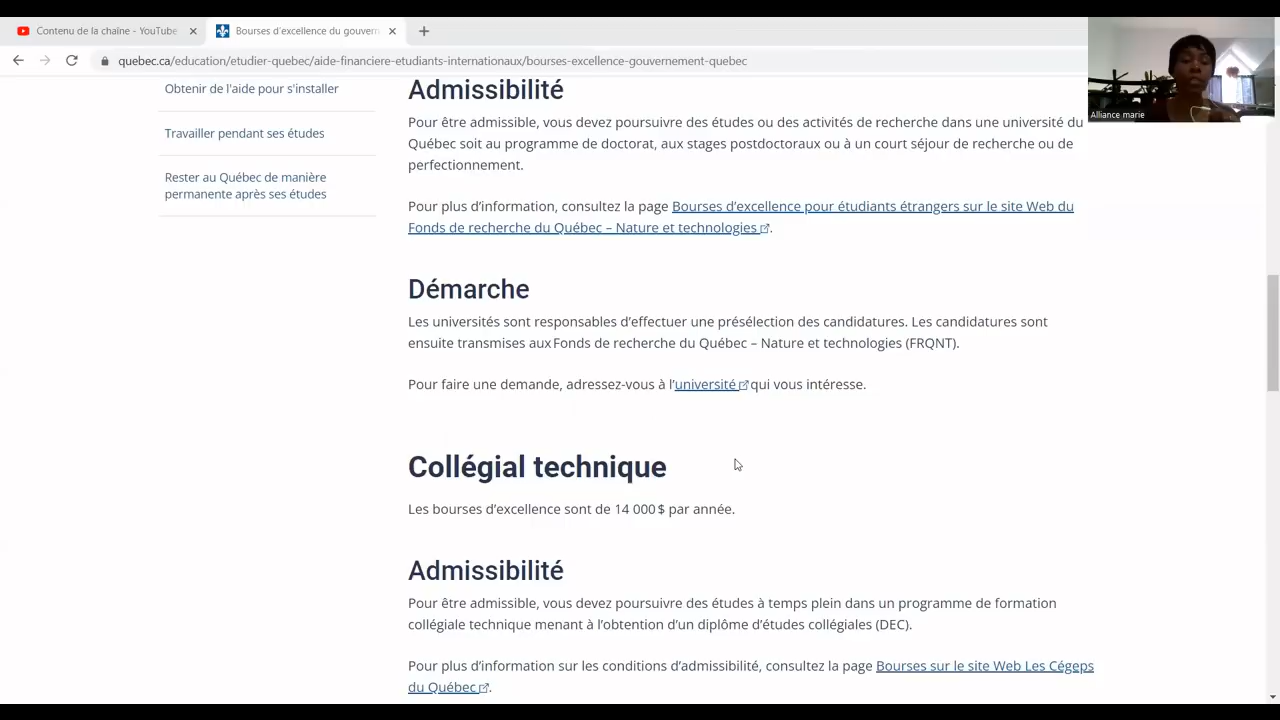 Contenu de la chaîne - YouTube
Bourses d'excellence du gouvern
quebec.ca/education/etudier-quebec/aide-financiere-etudiants-internationaux/bourses-excellence-gouvernement-quebec
Alliance marie
Obtenir de l'aide pour s'installer
Travailler pendant ses études
Rester au Québec de manière
permanente après ses études
Admissibilité
Pour être admissible, vous devez poursuivre des études ou des activités de recherche dans une université du
Québec soit au programme de doctorat, aux stages postdoctoraux ou à un court séjour de recherche ou de
perfectionnement.
Pour plus d'information, consultez la page Bourses d'excellence pour étudiants étrangers sur le site Web du
Fonds de recherche du Québec – Nature et technologies.
Démarche
Les universités sont responsables d'effectuer une présélection des candidatures. Les candidatures sont
ensuite transmises aux Fonds de recherche du Québec – Nature et technologies (FRQNT).
Pour faire une demande, adressez-vous à l'université qui vous intéresse.
Collégial technique
Les bourses d'excellence sont de 14 000 $ par année.
Admissibilité
Pour être admissible, vous devez poursuivre des études à temps plein dans un programme de formation
collégiale technique menant à l'obtention d'un diplôme d'études collégiales (DEC).
Pour plus d'information sur les conditions d'admissibilité, consultez la page Bourses sur le site Web Les Cégeps
du Québec.